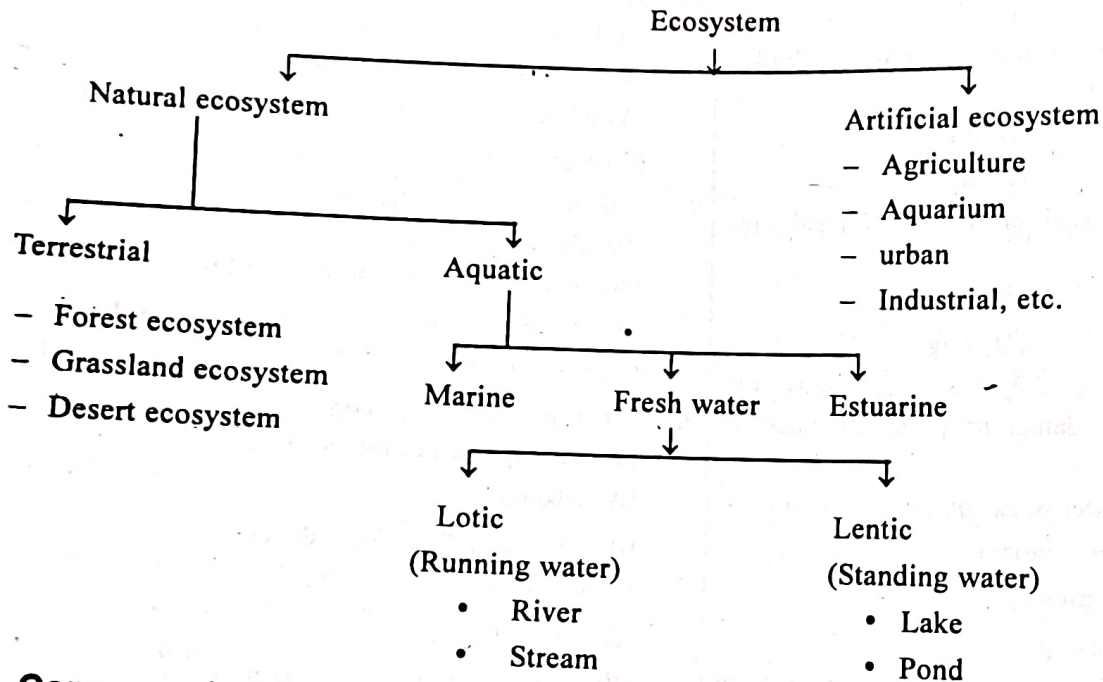 Ecosystem
Natural ecosystem
Artificial ecosystem
– Agriculture
– Aquarium
– urban
– Industrial, etc.
Terrestrial
– Forest ecosystem
– Grassland ecosystem
– Desert ecosystem
Aquatic
Marine
Fresh water
Estuarine
Lotic
(Running water)
• River
• Stream
Lentic
(Standing water)
• Lake
• Pond